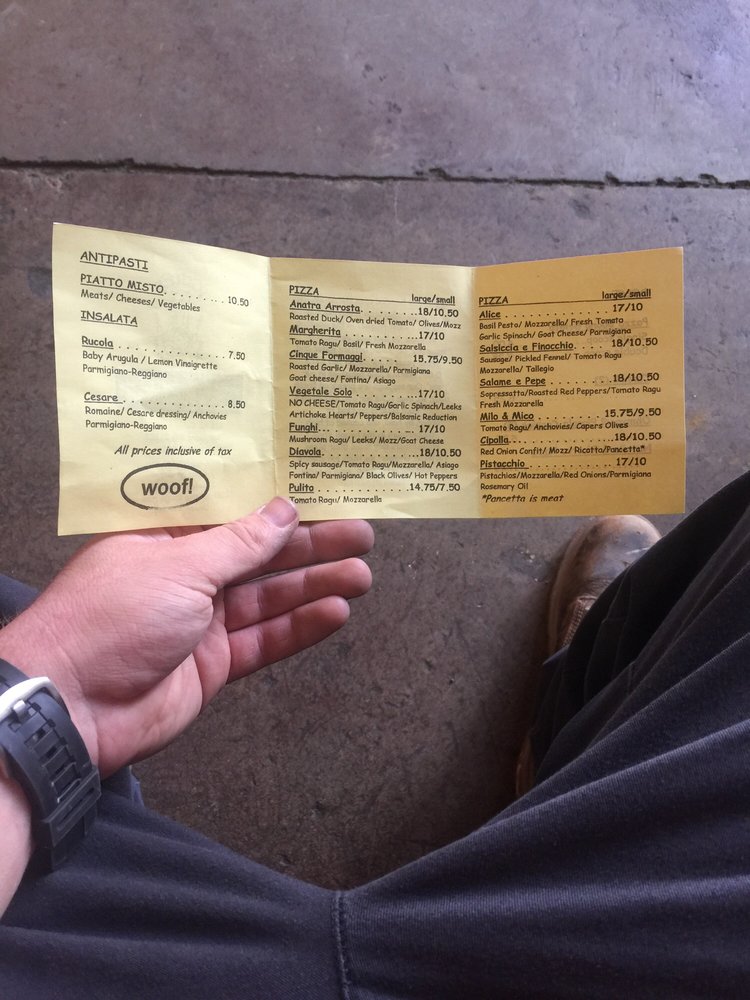 ANTIPASTI
PIATTO MISTO. . . . . . . . . 10.50
Meats/ Cheeses/ Vegetables
INSALATA
Rucola . . . . . . . . . . . . . . . . 7.50
Baby Arugula / Lemon Vinaigrette
Parmigiano-Reggiano
Cesare . . . . . . . . . . . . . . . 8.50
Romaine/ Cesare dressing/ Anchovies
Parmigiano-Reggiano
All prices inclusive of tax
woof!
PIZZA large/small
Anatra Arrosta. . . . . . . . . .18/10.50
Roasted Duck/ Oven dried Tomato/ Olives/Mozz
Margherita . . . . . . . . . . . .17/10
Tomato Ragu/ Basil/ Fresh Mozzarella
Cinque Formaggi. . . . . . 15.75/9.50
Roasted Garlic/ Mozzarella/ Parmigiana
Goat cheese/ Fontina/ Asiago
Vegetale Solo . . . . . . . . . .17/10
NO CHEESE/Tomato Ragu/Garlic Spinach/Leeks
Artichoke Hearts/ Peppers/Balsamic Reduction
Funghi... . . . . . . . . . . . . . . 17/10
Mushroom Ragu/ Leeks/ Mozz/Goat Cheese
Diavola. . . . . . . . . . . . . . .18/10.50
Spicy sausage/Tomato Ragu/Mozzarella/ Asiago
Fontina/ Parmigiano/ Black Olives/ Hot Peppers
Pulito . . . . . . . . . . . . . .14.75/7.50
Tomato Ragu/ Mozzarella
PIZZA large/small
Alice . . . . . . . . . . . . . . . . 17/10
Basil Pesto/ Mozzarella/ Fresh Tomato
Garlic Spinach/ Goat Cheese/ Parmigiana
Salsiccia e Finacchio. . . . . 18/10.50
Sausage/ Pickled Fennel/ Tomato Ragu
Mozzarella/ Tallegio
Salame e Pepe . . . . . . . . .18/10.50
Sopressatta/Roasted Red Peppers/Tomato Ragu
Fresh Mozzarella
Milo & Mica . . . . . . . . . . 15.75/9.50
Tomato Ragu/ Anchovies/ Capers Olives
Cipolla. . . . . . . . . . . . . . .18/10.50
Red Onion Confit/ Mozz/ Ricotta/Pancetta*
Pistacchio . . . . . . . . . . . . 17/10
Pistachios/Mozzarella/Red Onions/Parmigiana
Rosemary Oil
*Pancetta is meat